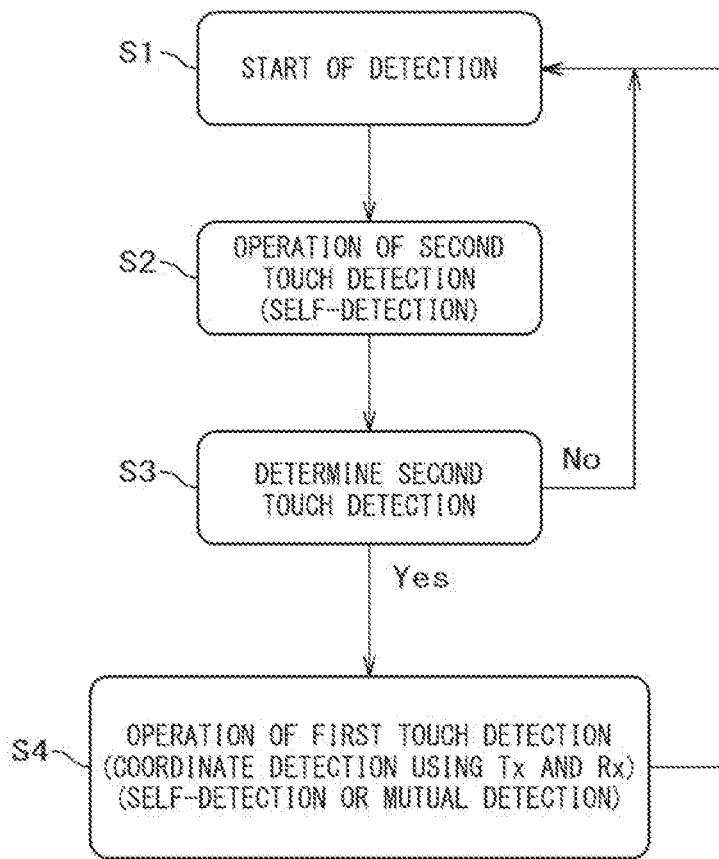 S1
START OF DETECTION
S2
OPERATION OF SECOND
TOUCH DETECTION
(SELF-DETECTION)
S3
DETERMINE SECOND
TOUCH DETECTION
No
Yes
S4
OPERATION OF FIRST TOUCH DETECTION
(COORDINATE DETECTION USING Tx AND Rx)
(SELF-DETECTION OR MUTUAL DETECTION)